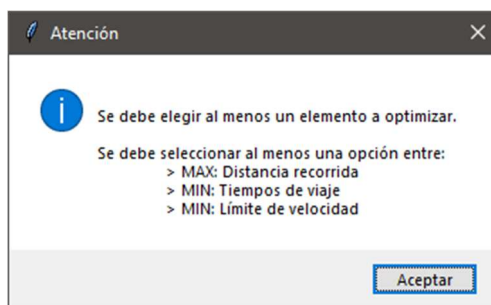 Atención
Se debe elegir al menos un elemento a optimizar.
Se debe seleccionar al menos una opción entre:
> MAX: Distancia recorrida
> MIN: Tiempos de viaje
> MIN: Límite de velocidad
Aceptar